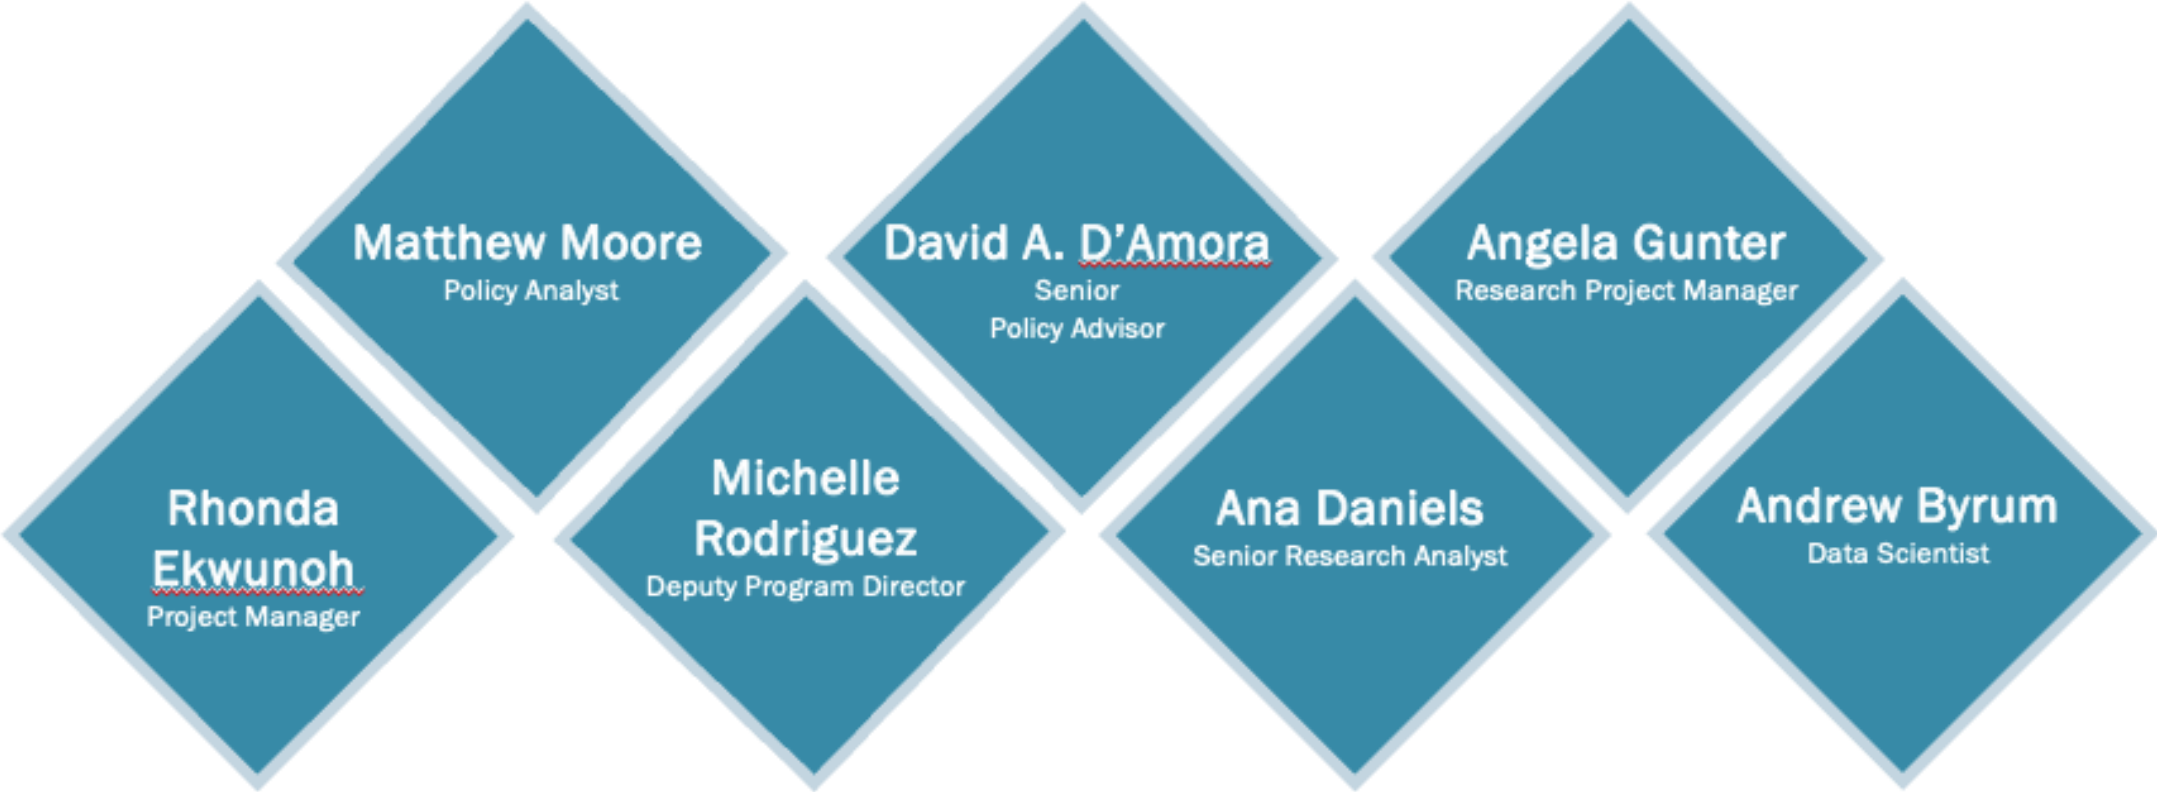 Matthew Moore
Policy Analyst
David A. D’Amora
Senior
Policy Advisor
Angela Gunter
Research Project Manager
Rhonda
Ekwunoh
Project Manager
Michelle
Rodriguez
Deputy Program Director
Ana Daniels
Senior Research Analyst
Andrew Byrum
Data Scientist